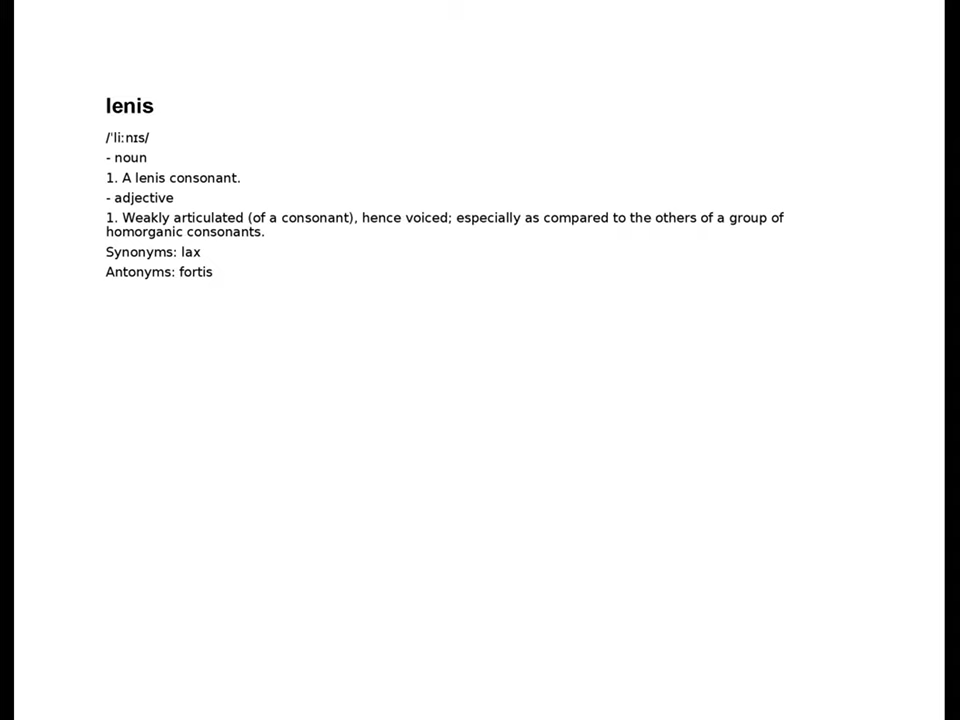 lenis
/ˈliːnɪs/
- noun
1. A lenis consonant.
- adjective
1. Weakly articulated (of a consonant), hence voiced; especially as compared to the others of a group of
homorganic consonants.
Synonyms: lax
Antonyms: fortis